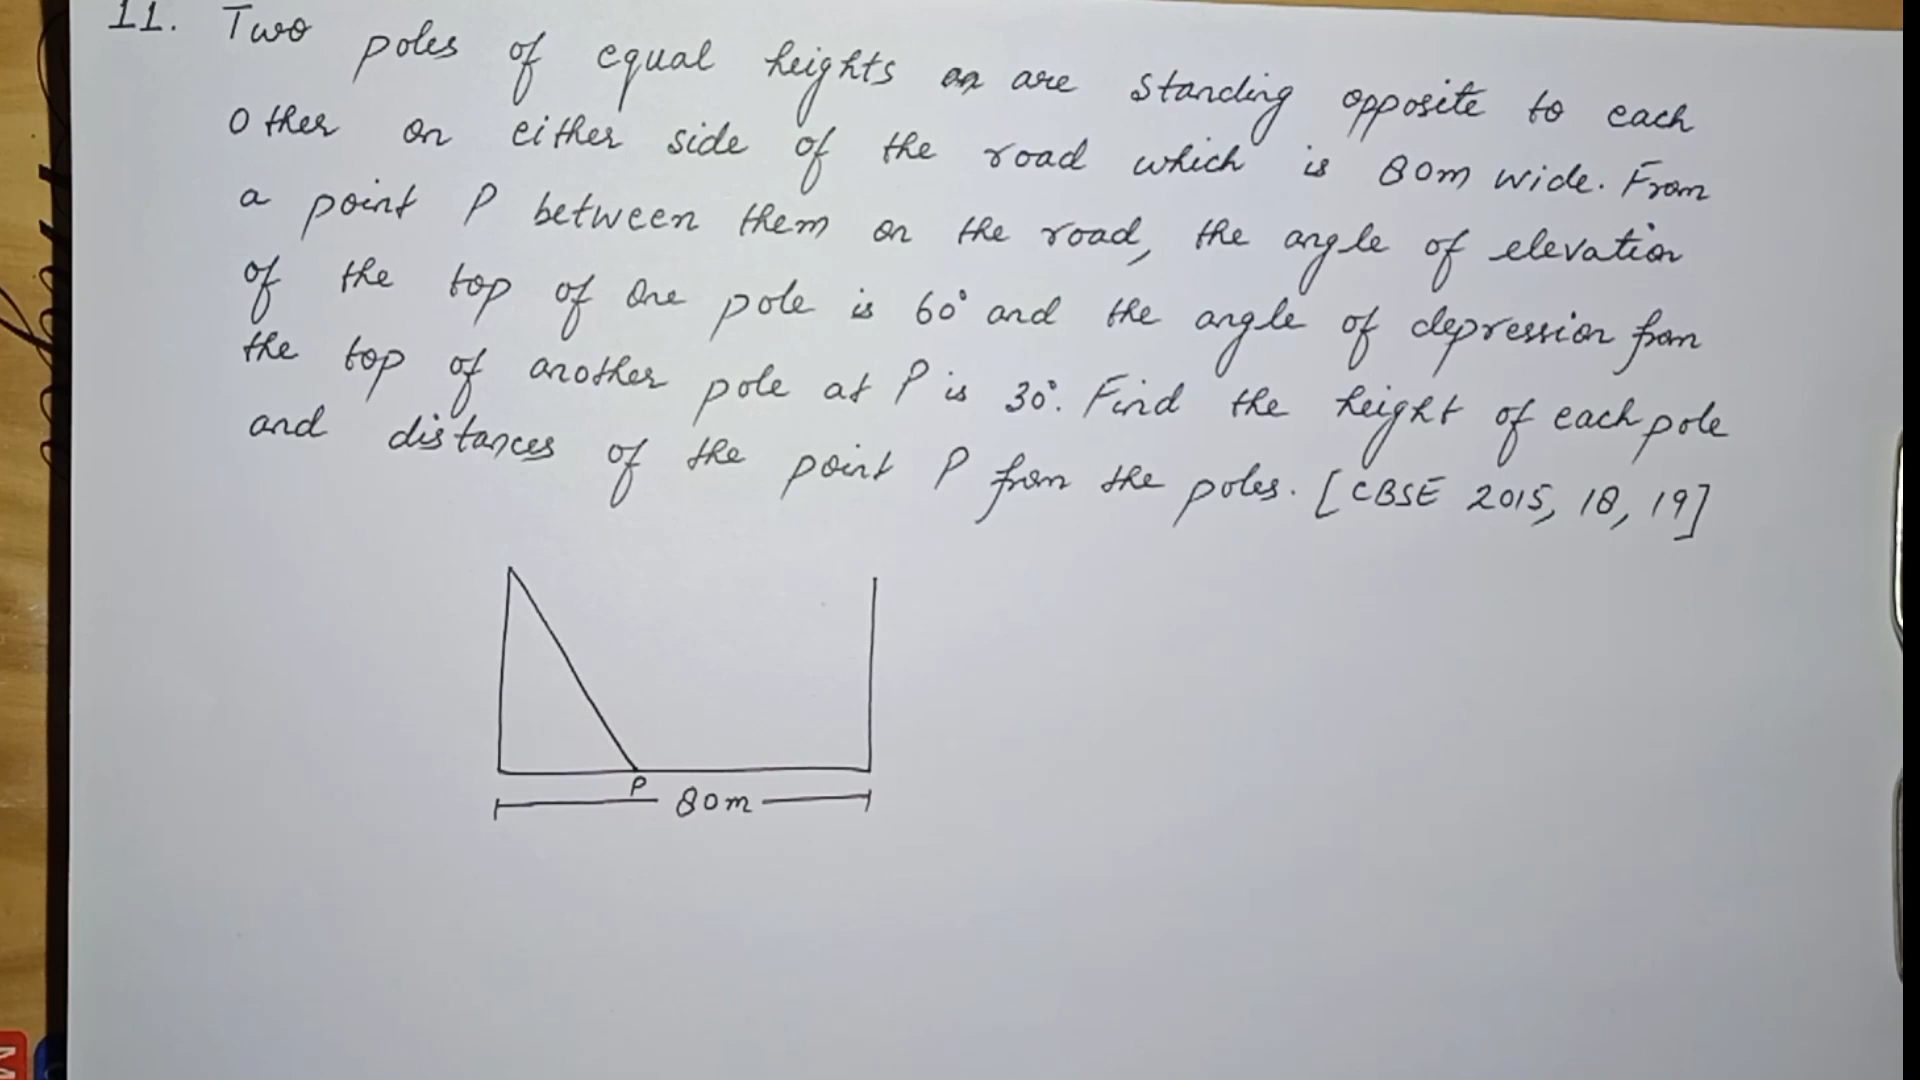 11. Two poles of equal heights an are standing opposite to each
other on either side of the road which is 80m wide. From
a point P between them on the road, the angle of elevation
of the top of one pole is 60° and the angle of depression from
the top of another pole at P is 30°. Find the height of each pole
and distances of the point P from the poles. [CBSE 2015, 18, 19]
P
80m
M